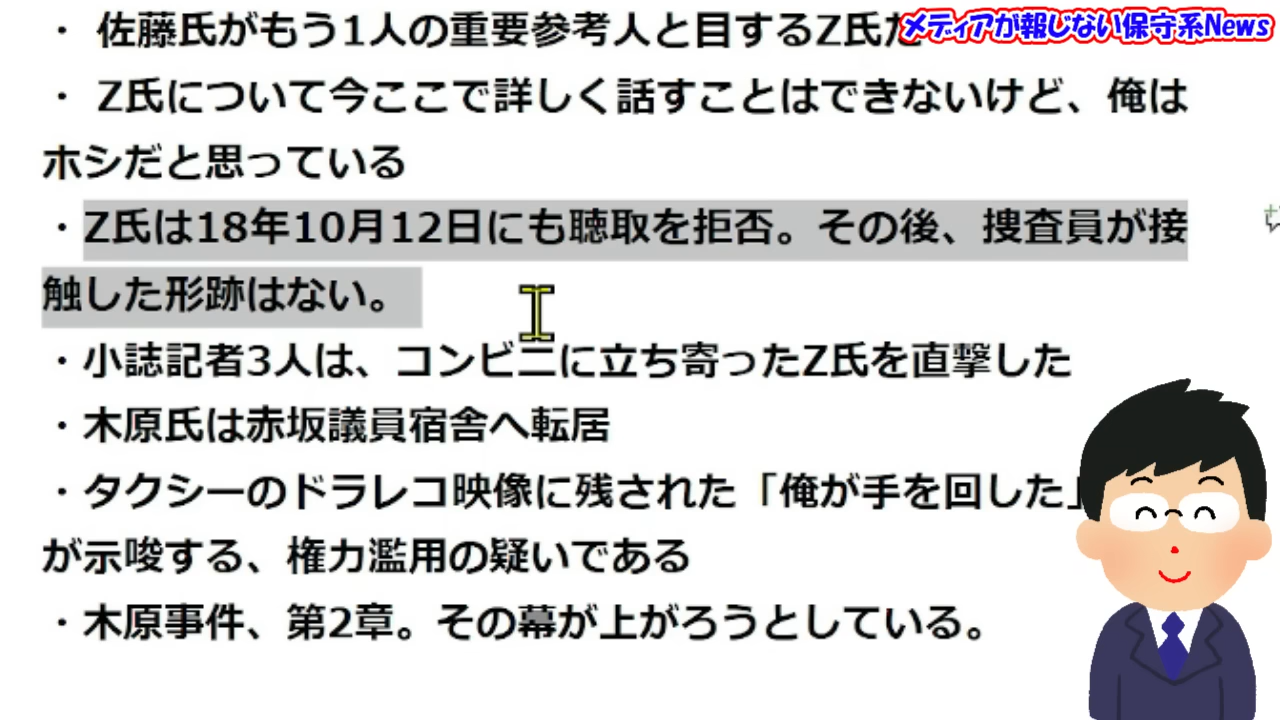 ・ 佐藤氏がもう1人の重要参考人と目するZ氏だ
メディアが報じない保守系News
・ Z氏について今ここで詳しく話すことはできないけど、俺は
ホシだと思っている
・Z氏は18年10月12日にも聴取を拒否。その後、捜査員が接
触した形跡はない。
・小誌記者3人は、コンビニに立ち寄ったZ氏を直撃した
・木原氏は赤坂議員宿舎へ転居
・タクシーのドラレコ映像に残された「俺が手を回した」
が示唆する、権力濫用の疑いである
・木原事件、第2章。その幕が上がろうとしている。